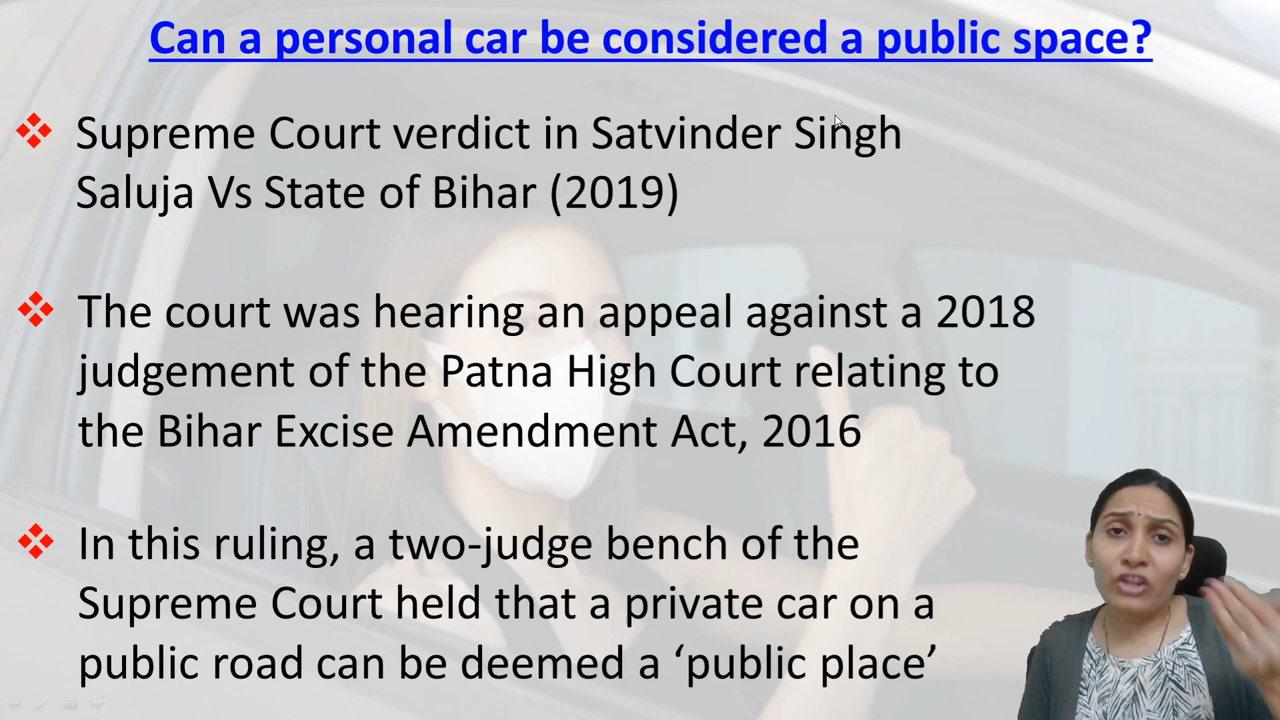 Can a personal car be considered a public space?
Supreme Court verdict in Satvinder Singh
Saluja Vs State of Bihar (2019)
The court was hearing an appeal against a 2018
judgement of the Patna High Court relating to
the Bihar Excise Amendment Act, 2016
In this ruling, a two-judge bench of the
Supreme Court held that a private car on a
public road can be deemed a ‘public place’